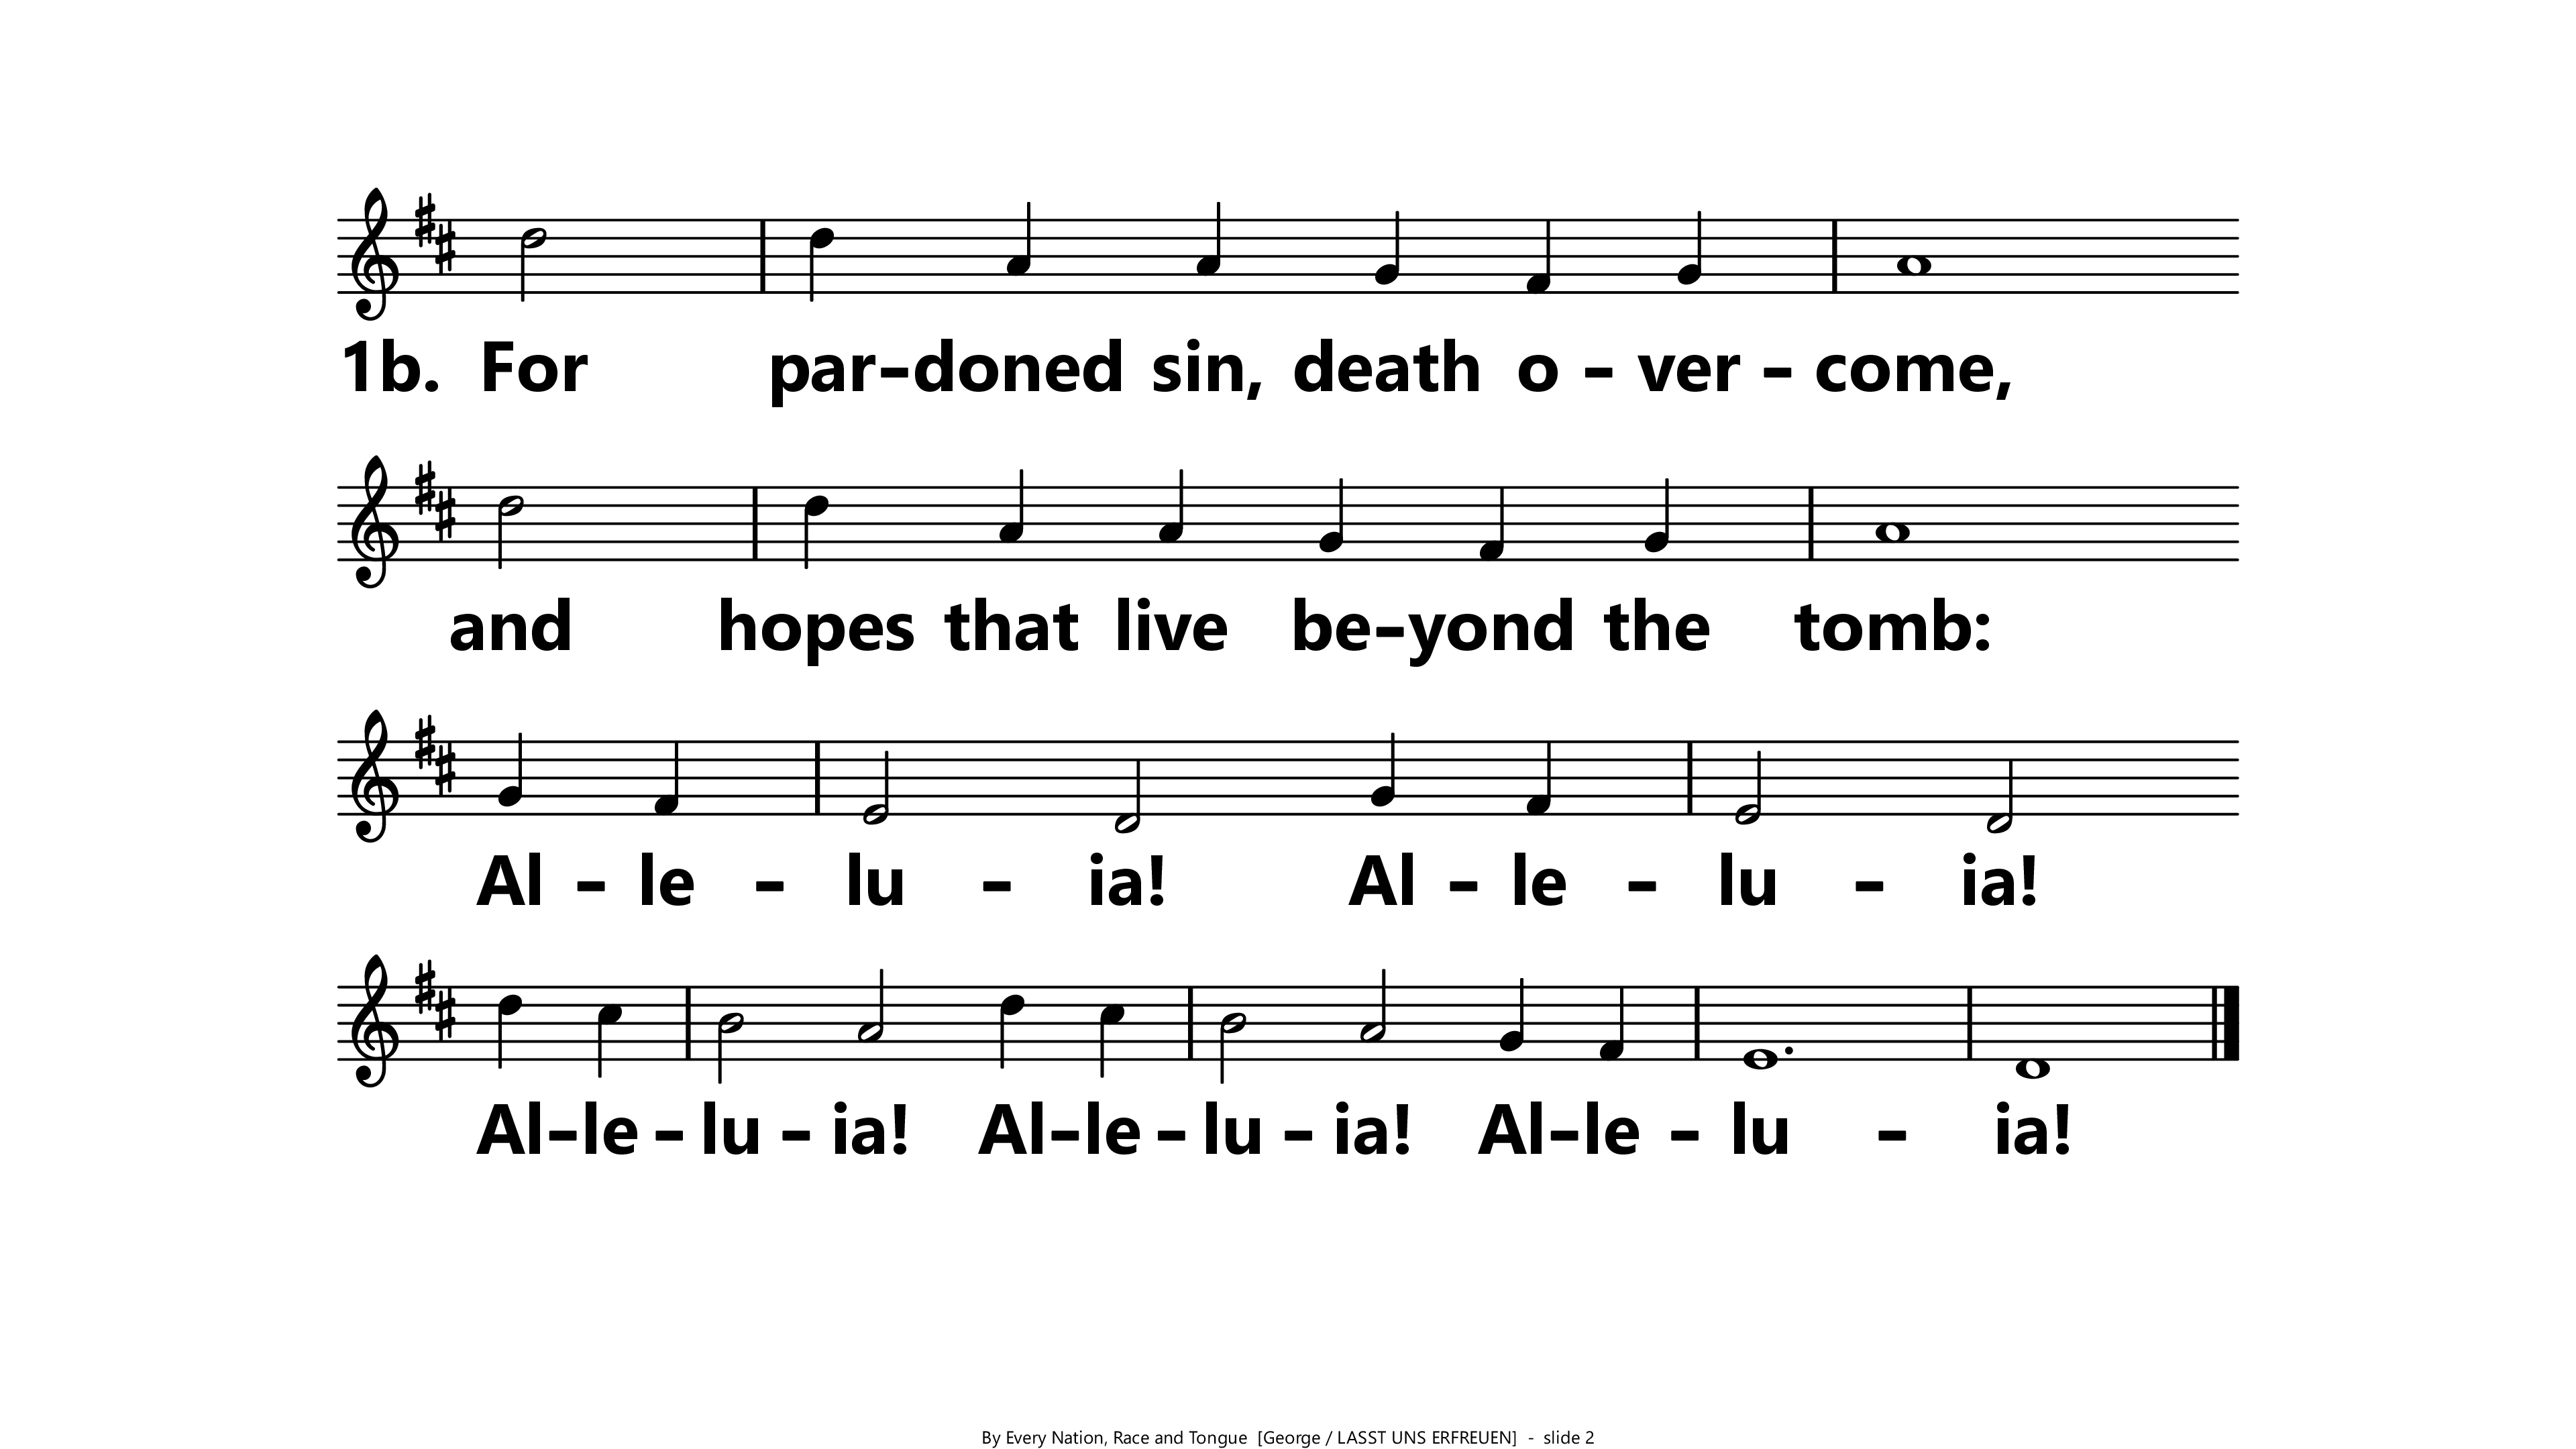 1b. For par-doned sin, death o - ver - come,
and hopes that live be-yond the tomb:
Al - le - lu - ia! Al - le - lu - ia!
Al-le - lu - ia! Al-le - lu - ia! Al-le - lu - ia!
By Every Nation, Race and Tongue [George / LASST UNS ERFREUEN] - slide 2